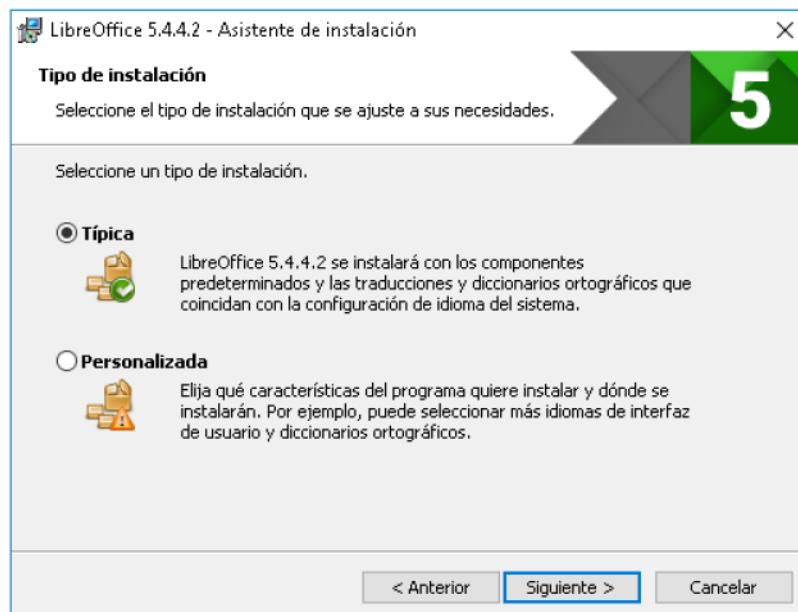 LibreOffice 5.4.4.2 - Asistente de instalación
Tipo de instalación
Seleccione el tipo de instalación que se ajuste a sus necesidades.
5
Seleccione un tipo de instalación.
Típica
LibreOffice 5.4.4.2 se instalará con los componentes
predeterminados y las traducciones y diccionarios ortográficos que
coincidan con la configuración de idioma del sistema.
Personalizada
Elija qué características del programa quiere instalar y dónde se
instalarán. Por ejemplo, puede seleccionar más idiomas de interfaz
de usuario y diccionarios ortográficos.
< Anterior
Siguiente >
Cancelar